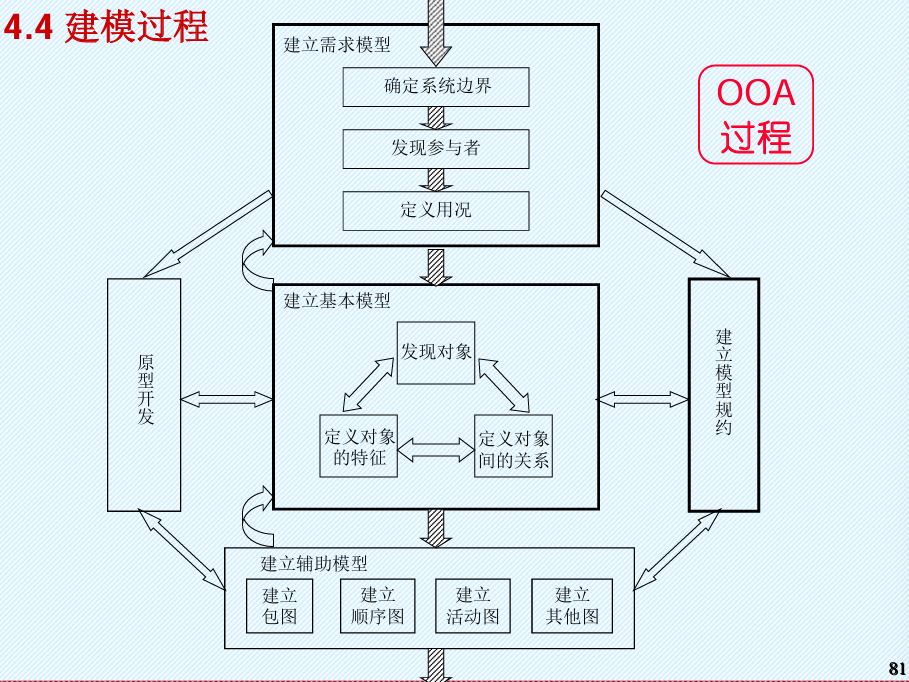 4.4 建模过程
建立需求模型
确定系统边界
发现参与者
定义用况
OOA
过程
建立基本模型
发现对象
定义对象
的特征
定义对象
间的关系
原型开发
建立模型规约
建立辅助模型
建立
包图
建立
顺序图
建立
活动图
建立
其他图
81